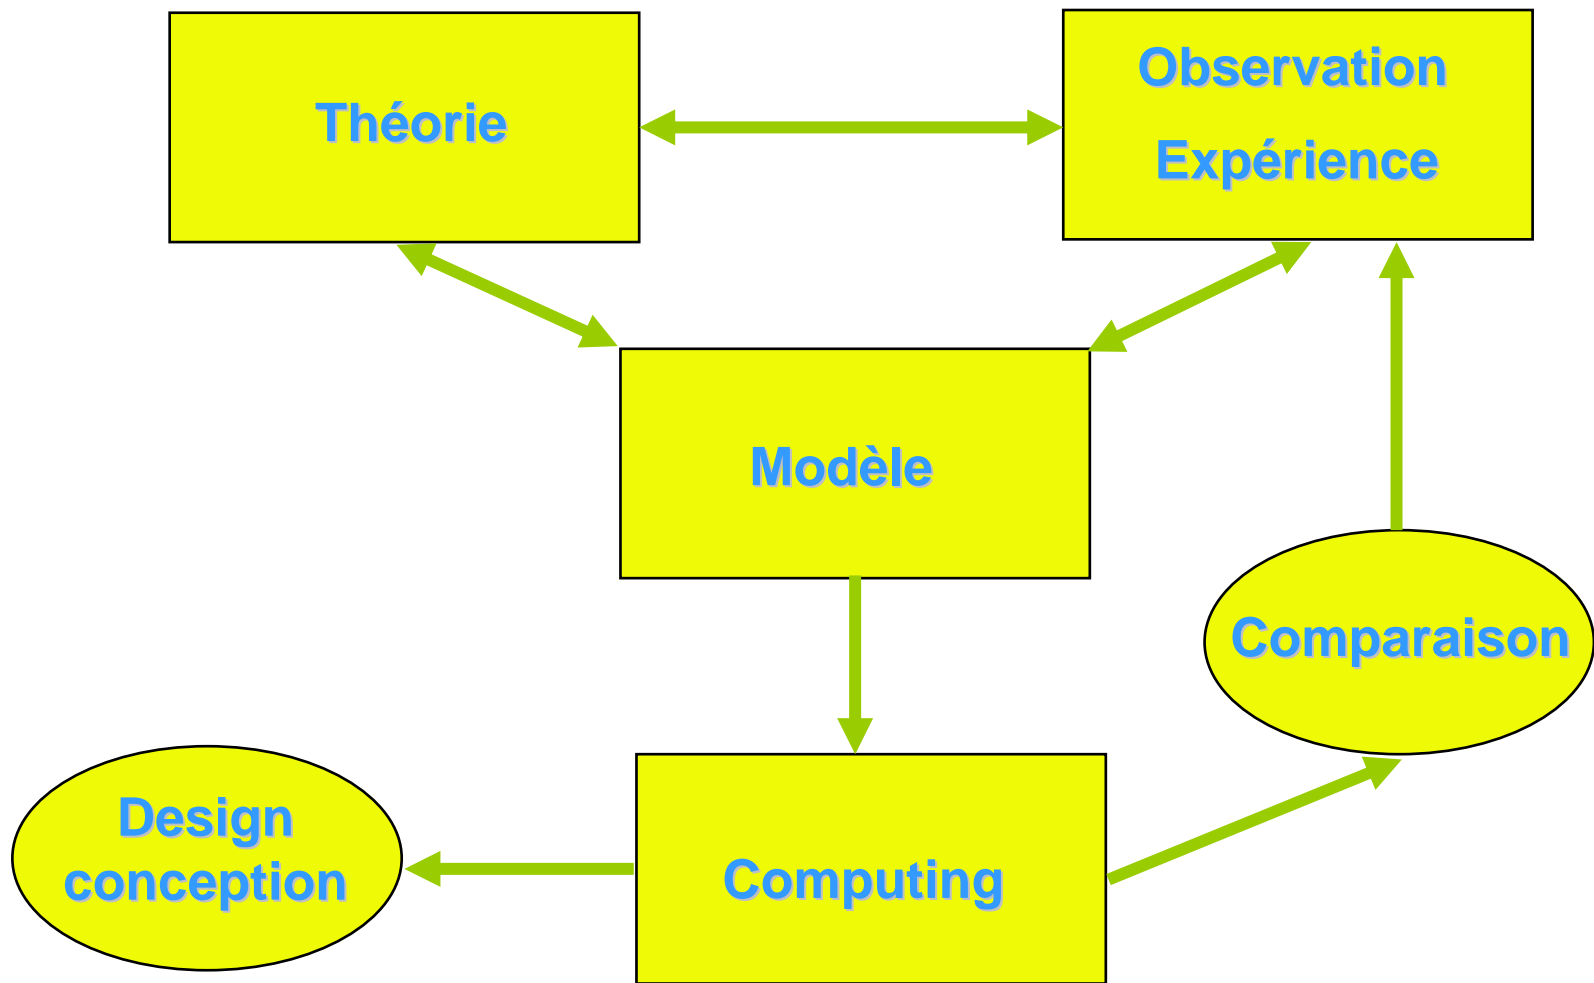 Théorie
Observation
Expérience
Modèle
Comparaison
Design
conception
Computing